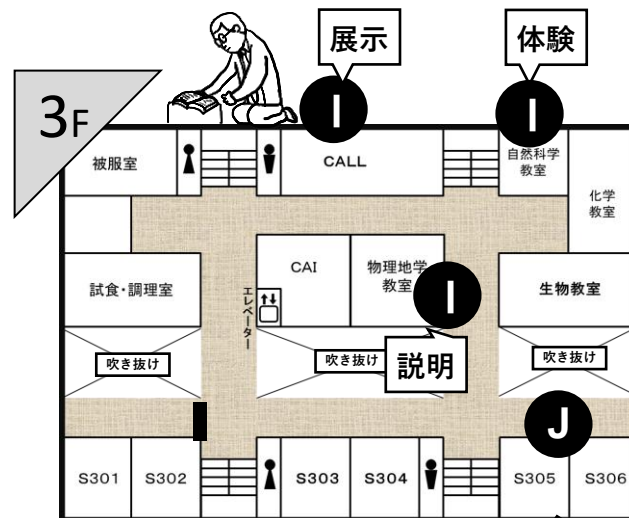 展示
体験
I
I
3F
被服室
CALL
自然科学
教室
化学
教室
試食・調理室
エレベーター
CAI
物理地学
教室
I
生物教室
吹き抜け
吹き抜け
説明
吹き抜け
J
S301
S302
S303
S304
S305
S306